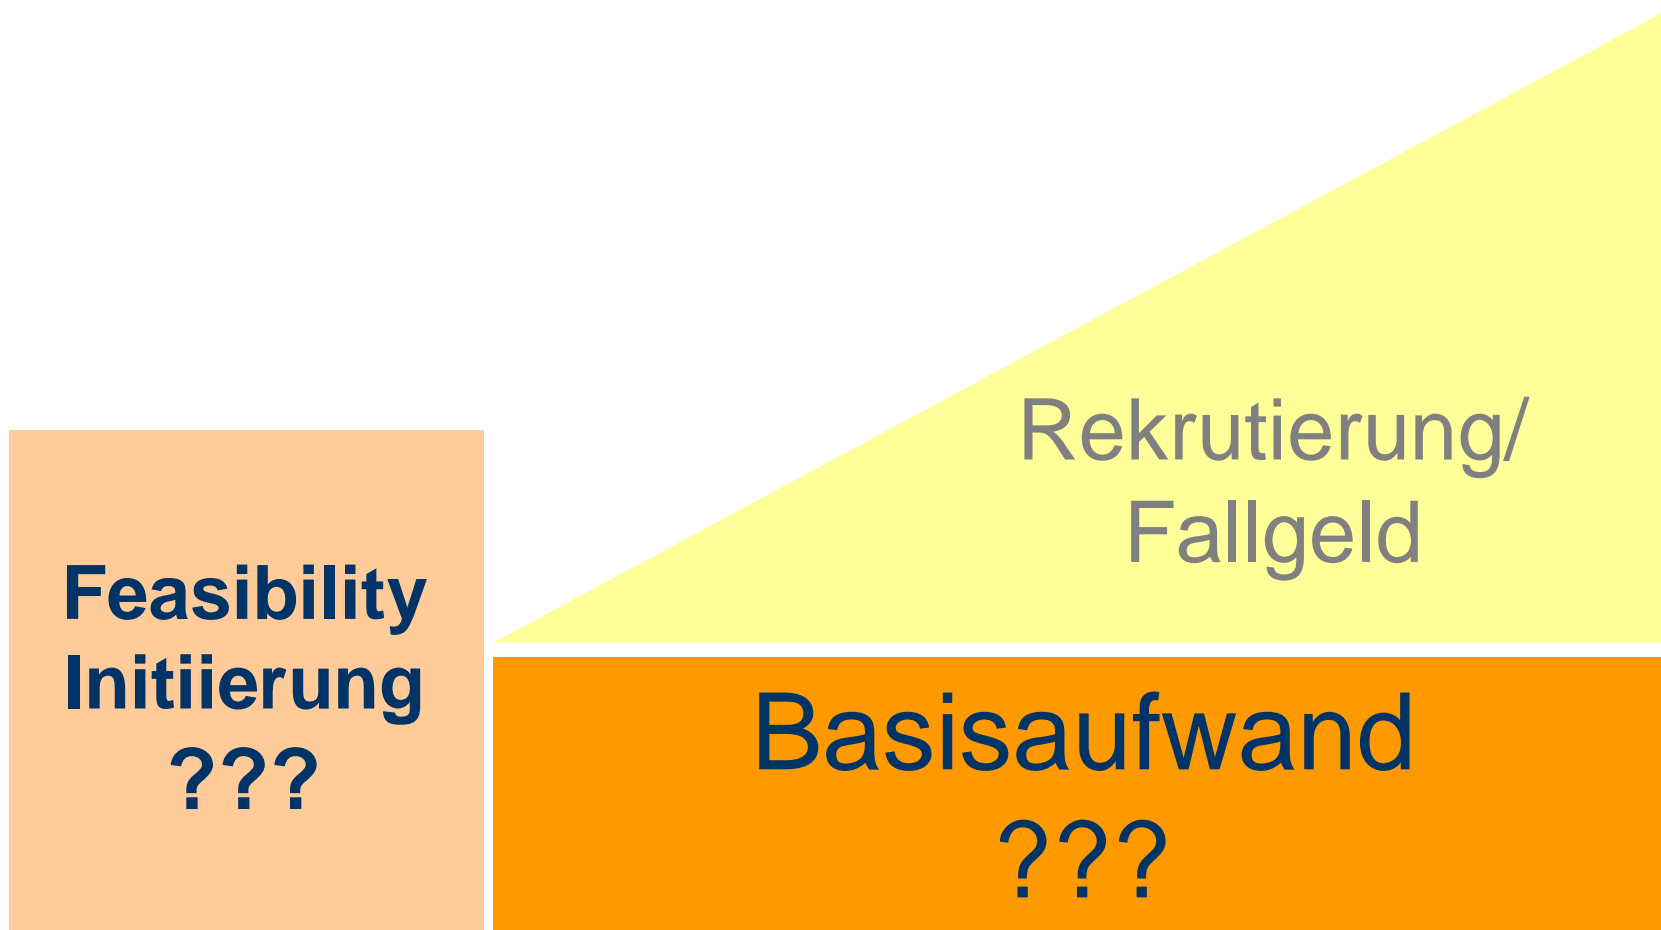 Rekrutierung/
Fallgeld
Feasibility
Initiierung
???
Basisaufwand
???